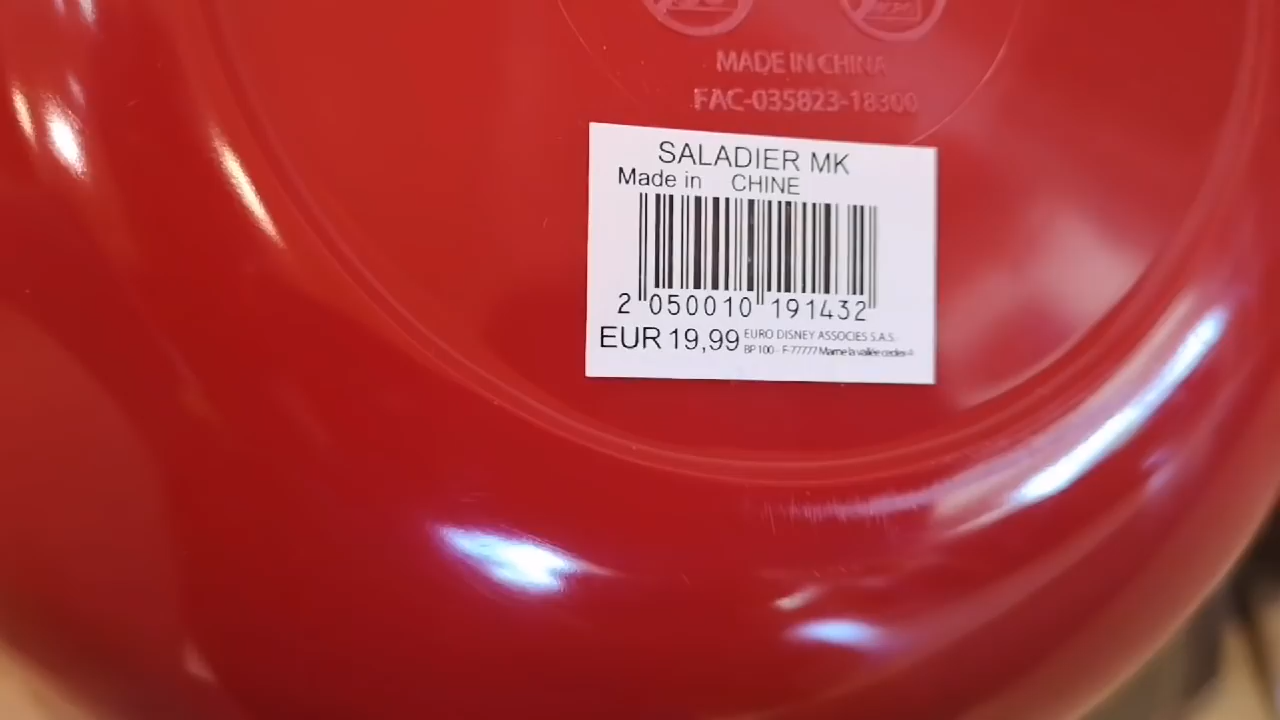 MADE IN CHINA
FAC-035823-18300
SALADIER MK
Made in CHINE
2 050010 191432
EUR 19,99
EURO DISNEY ASSOCIES S.A.S.
BP 100 - F-77777 Marne la vallée cedex